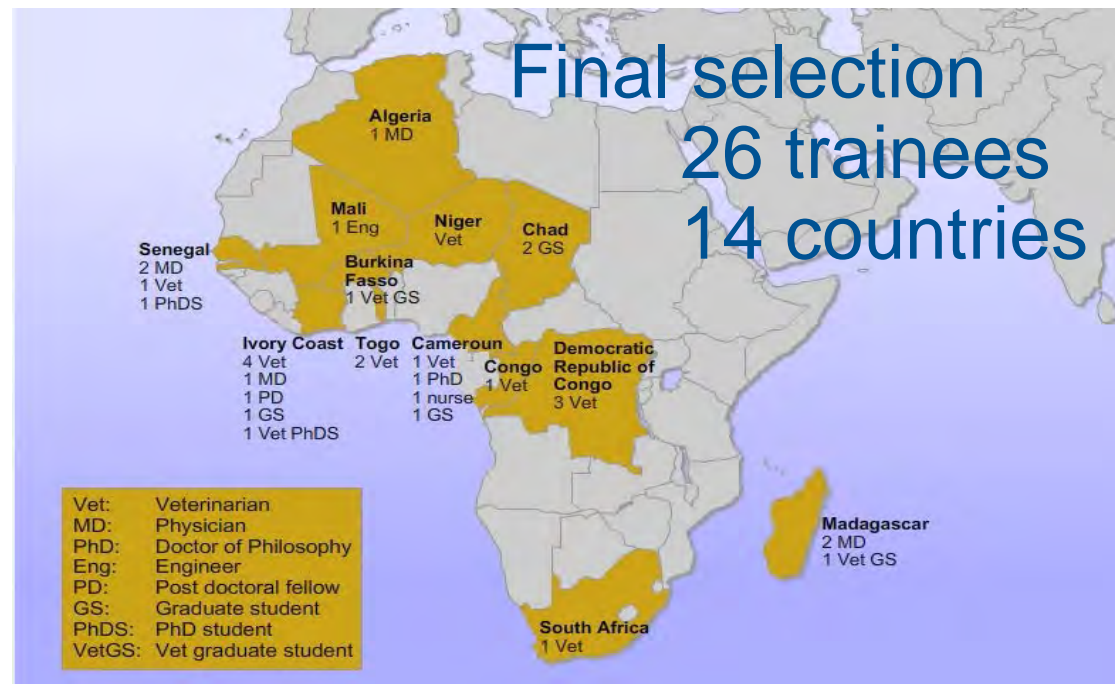 Final selection
26 trainees
14 countries
Algeria
1 MD
Mali
1 Eng
Niger
Vet
Chad
2 GS
Senegal
2 MD
1 Vet
1 PhDS
Burkina
Fasso
1 Vet GS
Ivory Coast
4 Vet
1 MD
1 PD
1 GS
1 Vet PhDS
Togo
2 Vet
Cameroun
1 Vet
1 PhD
1 nurse
1 GS
Congo
1 Vet
Democratic
Republic of
Congo
3 Vet
Madagascar
2 MD
1 Vet GS
South Africa
1 Vet
Vet: Veterinarian
MD: Physician
PhD: Doctor of Philosophy
Eng: Engineer
PD: Post doctoral fellow
GS: Graduate student
PhDS: PhD student
VetGS: Vet graduate student